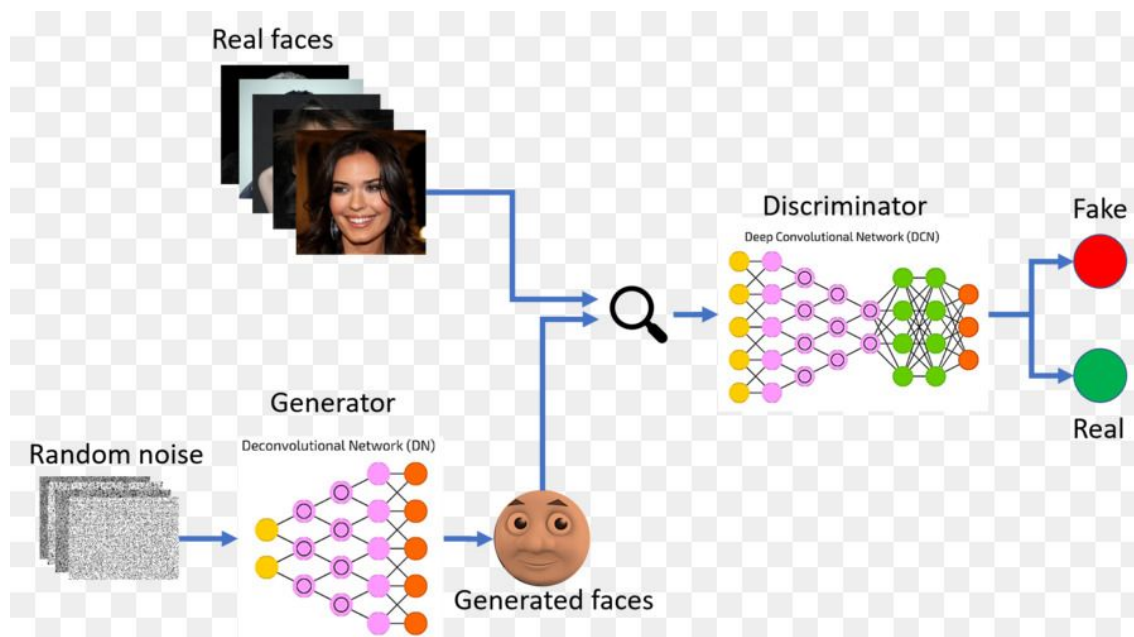 Real faces
Discriminator
Deep Convolutional Network (DCN)
Fake
Real
Generator
Deconvolutional Network (DN)
Random noise
Generated faces